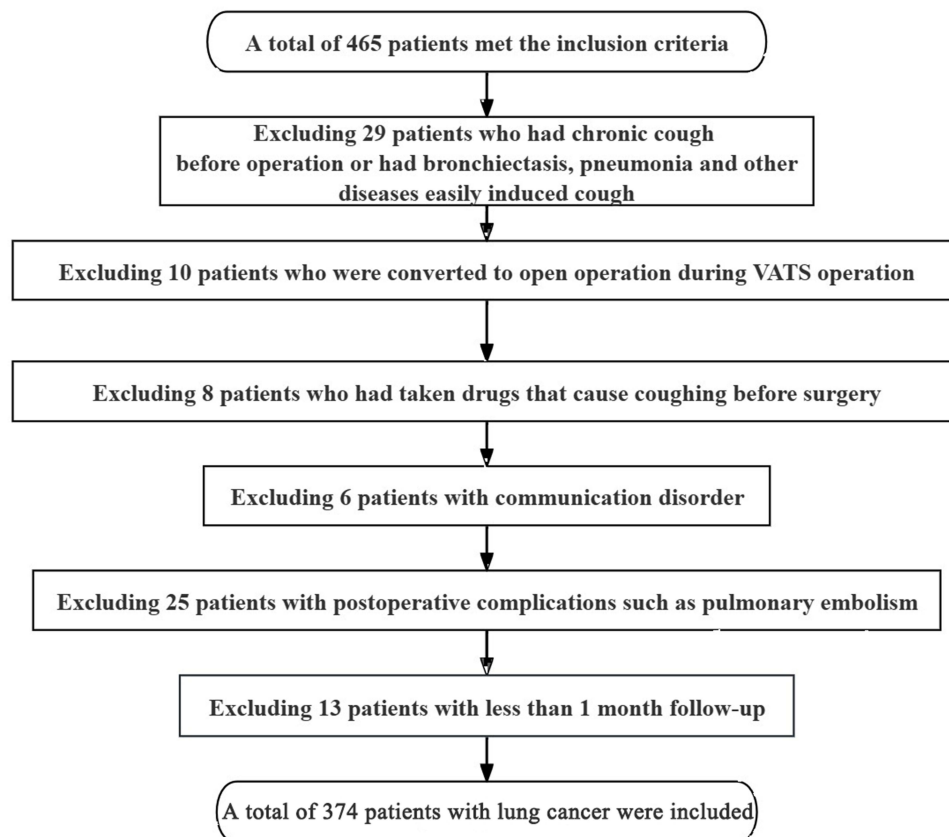 A total of 465 patients met the inclusion criteria
Excluding 29 patients who had chronic cough
before operation or had bronchiectasis, pneumonia and other
diseases easily induced cough
Excluding 10 patients who were converted to open operation during VATS operation
Excluding 8 patients who had taken drugs that cause coughing before surgery
Excluding 6 patients with communication disorder
Excluding 25 patients with postoperative complications such as pulmonary embolism
Excluding 13 patients with less than 1 month follow-up
A total of 374 patients with lung cancer were included